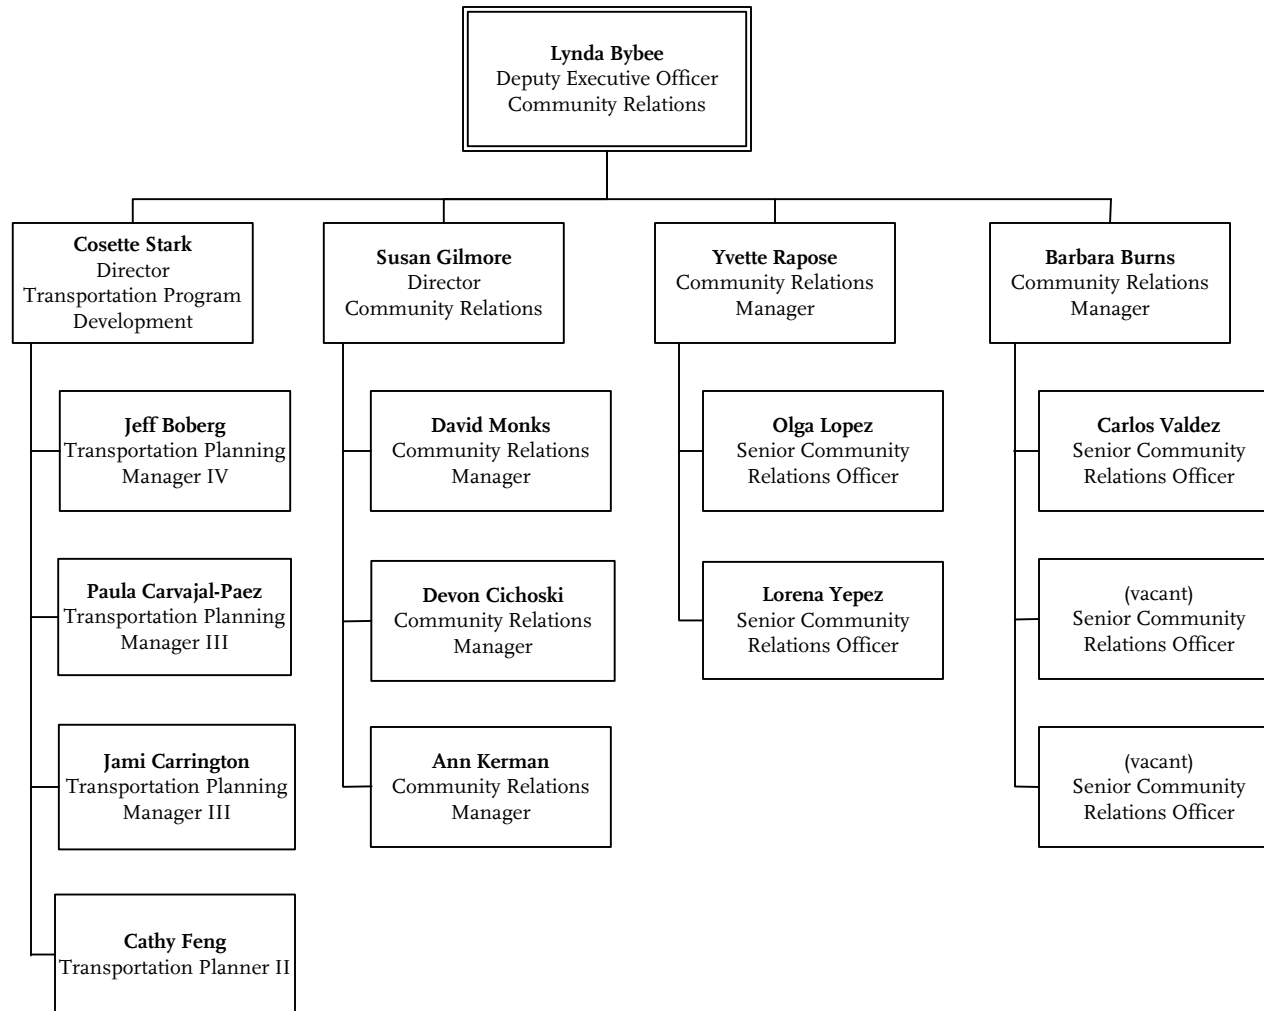 Lynda Bybee
Deputy Executive Officer
Community Relations
Cosette Stark
Director
Transportation Program
Development
Susan Gilmore
Director
Community Relations
Yvette Rapose
Community Relations
Manager
Barbara Burns
Community Relations
Manager
Jeff Boberg
Transportation Planning
Manager IV
Paula Carvajal-Paez
Transportation Planning
Manager III
Jami Carrington
Transportation Planning
Manager III
Cathy Feng
Transportation Planner II
David Monks
Community Relations
Manager
Devon Cichoski
Community Relations
Manager
Ann Kerman
Community Relations
Manager
Olga Lopez
Senior Community
Relations Officer
Lorena Yepez
Senior Community
Relations Officer
Carlos Valdez
Senior Community
Relations Officer
(vacant)
Senior Community
Relations Officer
(vacant)
Senior Community
Relations Officer